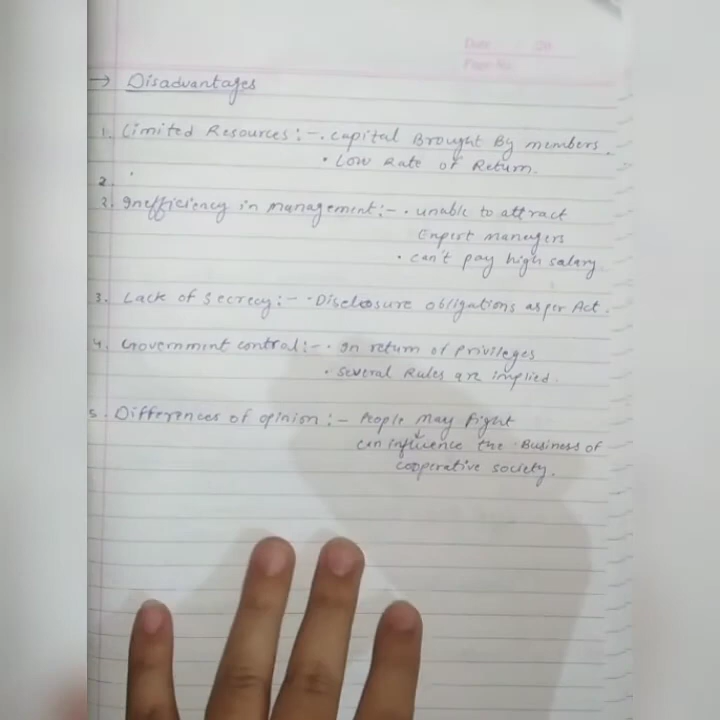 Date
Page No.
→ Disadvantages
1. Limited Resources :- • Capital Brought By members.
• Low Rate of Return.
2. •
2. Inefficiency in management :- • unable to attract
Expert managers
• can't pay high salary
3. Lack of Secrecy :- • Disclosure obligations as per Act.
4. Government control :- • In return of Privileges
• Several Rules are implied.
5. Differences of opinion :- People May Fight
↓
can influence the Business of
cooperative society.